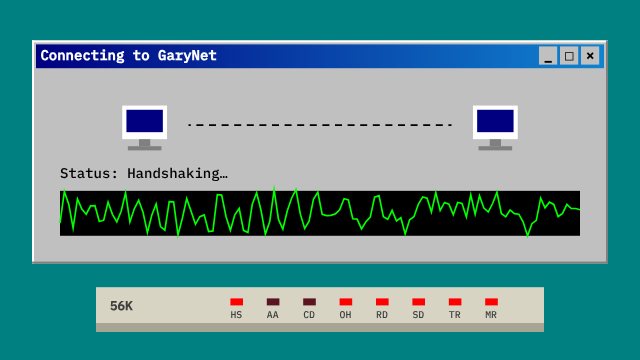 Connecting to GaryNet
Status: Handshaking…
56K
HS AA CD OH RD SD TR MR